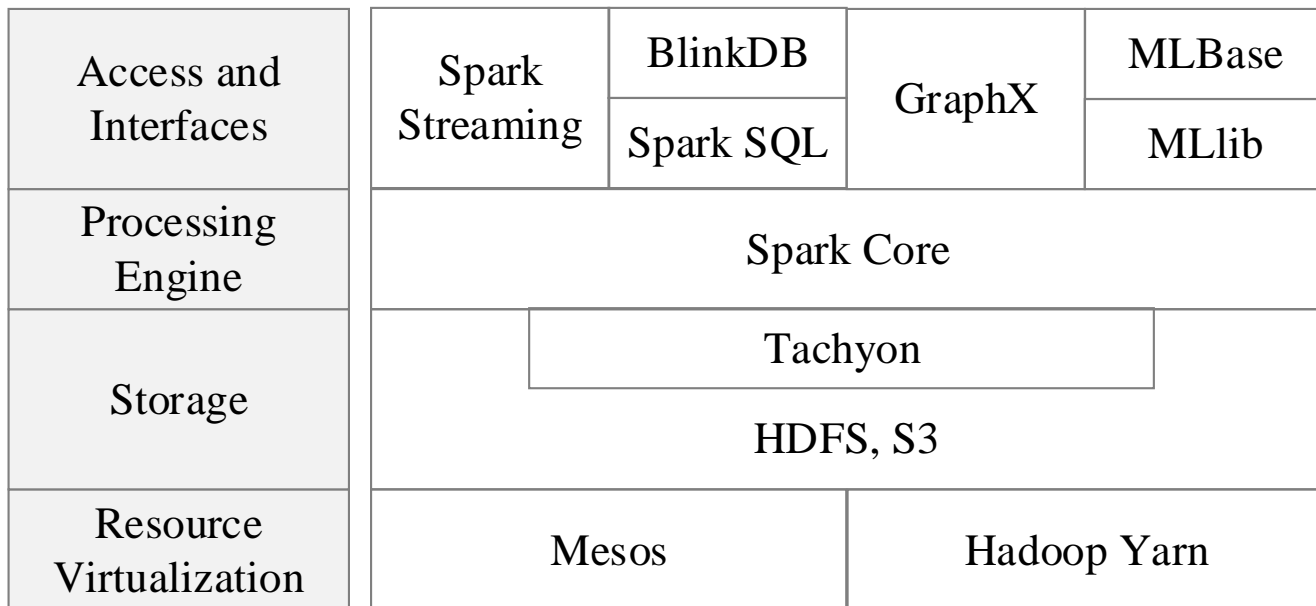 Access and
Interfaces
Spark
Streaming
BlinkDB
Spark SQL
GraphX
MLBase
MLlib
Processing
Engine
Spark Core
Storage
Tachyon
HDFS, S3
Resource
Virtualization
Mesos
Hadoop Yarn